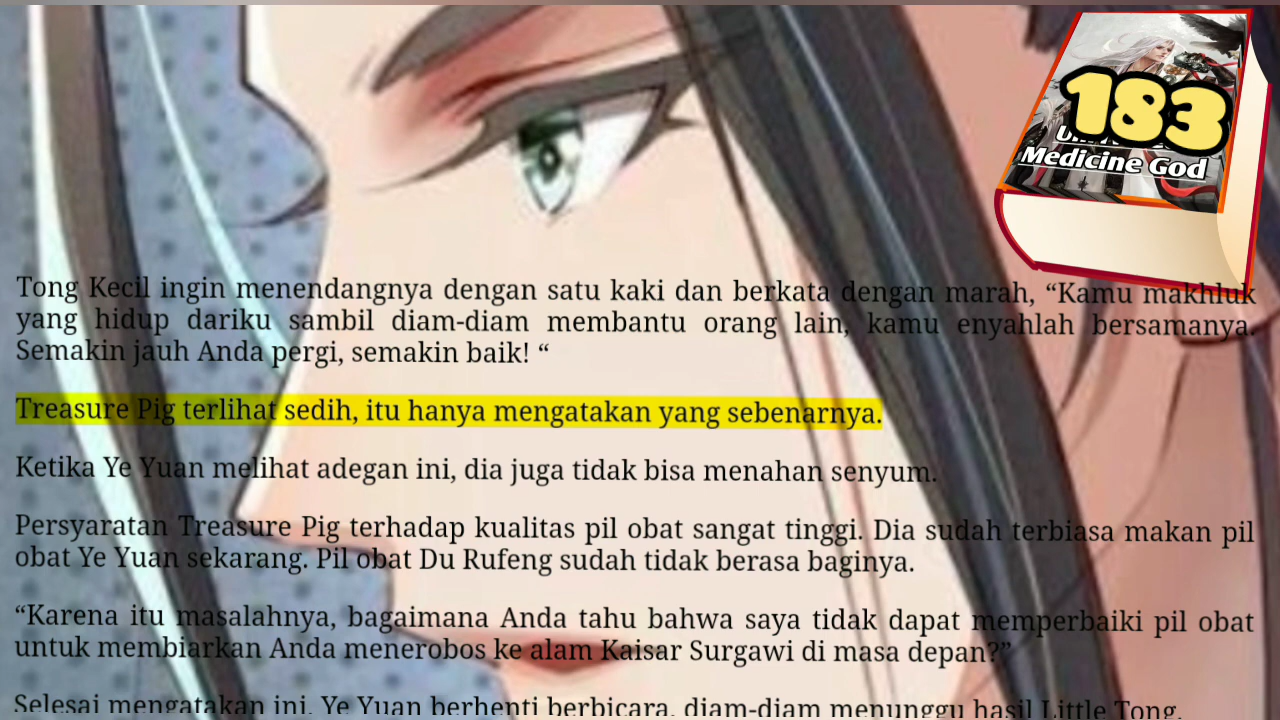 183
Medicine God
Tong Kecil ingin menendangnya dengan satu kaki dan berkata dengan marah, “Kamu makhluk
yang hidup dariku sambil diam-diam membantu orang lain, kamu enyahlah bersamanya.
Semakin jauh Anda pergi, semakin baik! “
Treasure Pig terlihat sedih, itu hanya mengatakan yang sebenarnya.
Ketika Ye Yuan melihat adegan ini, dia juga tidak bisa menahan senyum.
Persyaratan Treasure Pig terhadap kualitas pil obat sangat tinggi. Dia sudah terbiasa makan pil
obat Ye Yuan sekarang. Pil obat Du Rufeng sudah tidak berasa baginya.
“Karena itu masalahnya, bagaimana Anda tahu bahwa saya tidak dapat memperbaiki pil obat
untuk membiarkan Anda menerobos ke alam Kaisar Surgawi di masa depan?”
Selesai mengatakan ini, Ye Yuan berhenti berbicara, diam-diam menunggu hasil Little Tong.